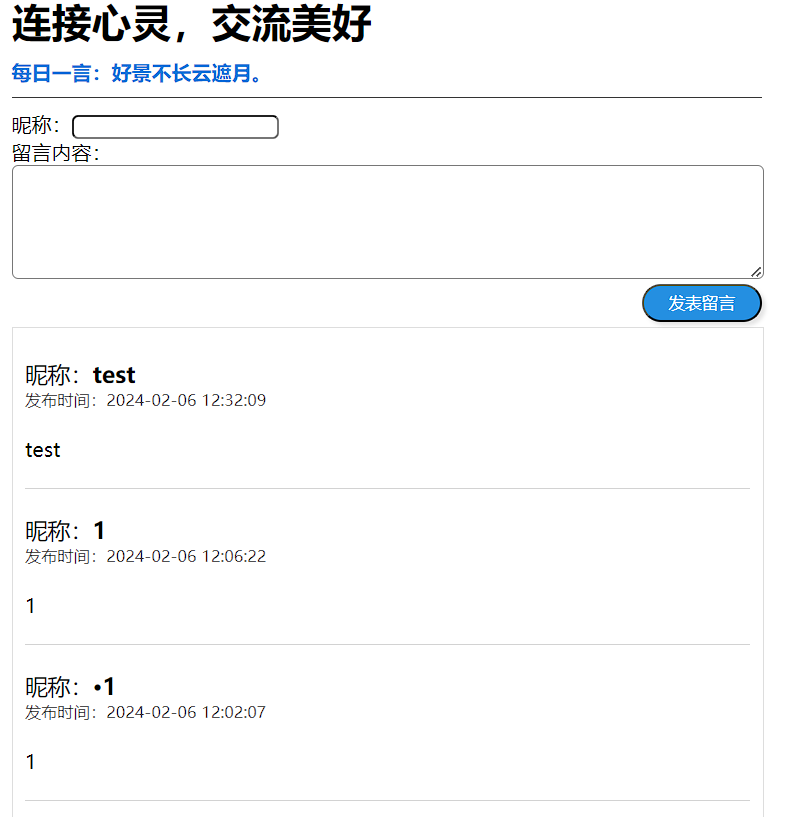 连接心灵，交流美好
每日一言：好景不长云遮月。
昵称：
留言内容：
发表留言
昵称：test
发布时间：2024-02-06 12:32:09
test
昵称：1
发布时间：2024-02-06 12:06:22
1
昵称：•1
发布时间：2024-02-06 12:02:07
1